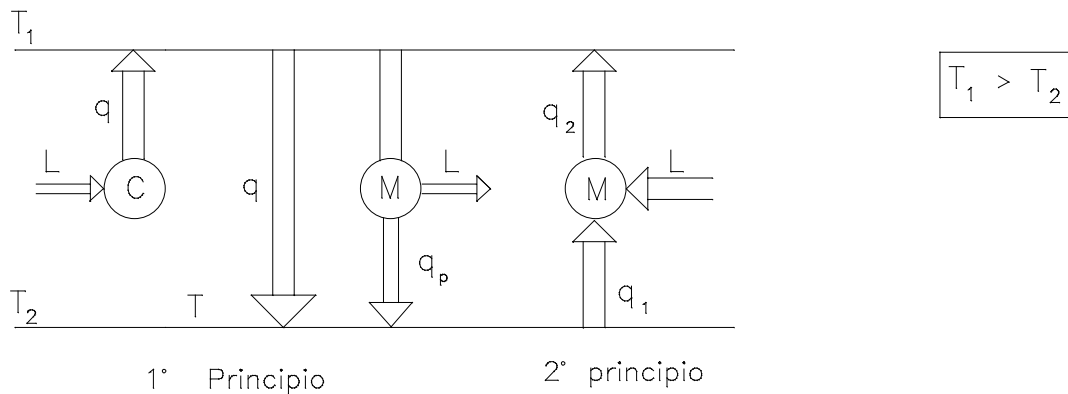 T₁
T₁ > T₂
q
q₂
L
L
L
C
q
M
M
qₚ
q₁
T₂
T
1° Principio
2° principio